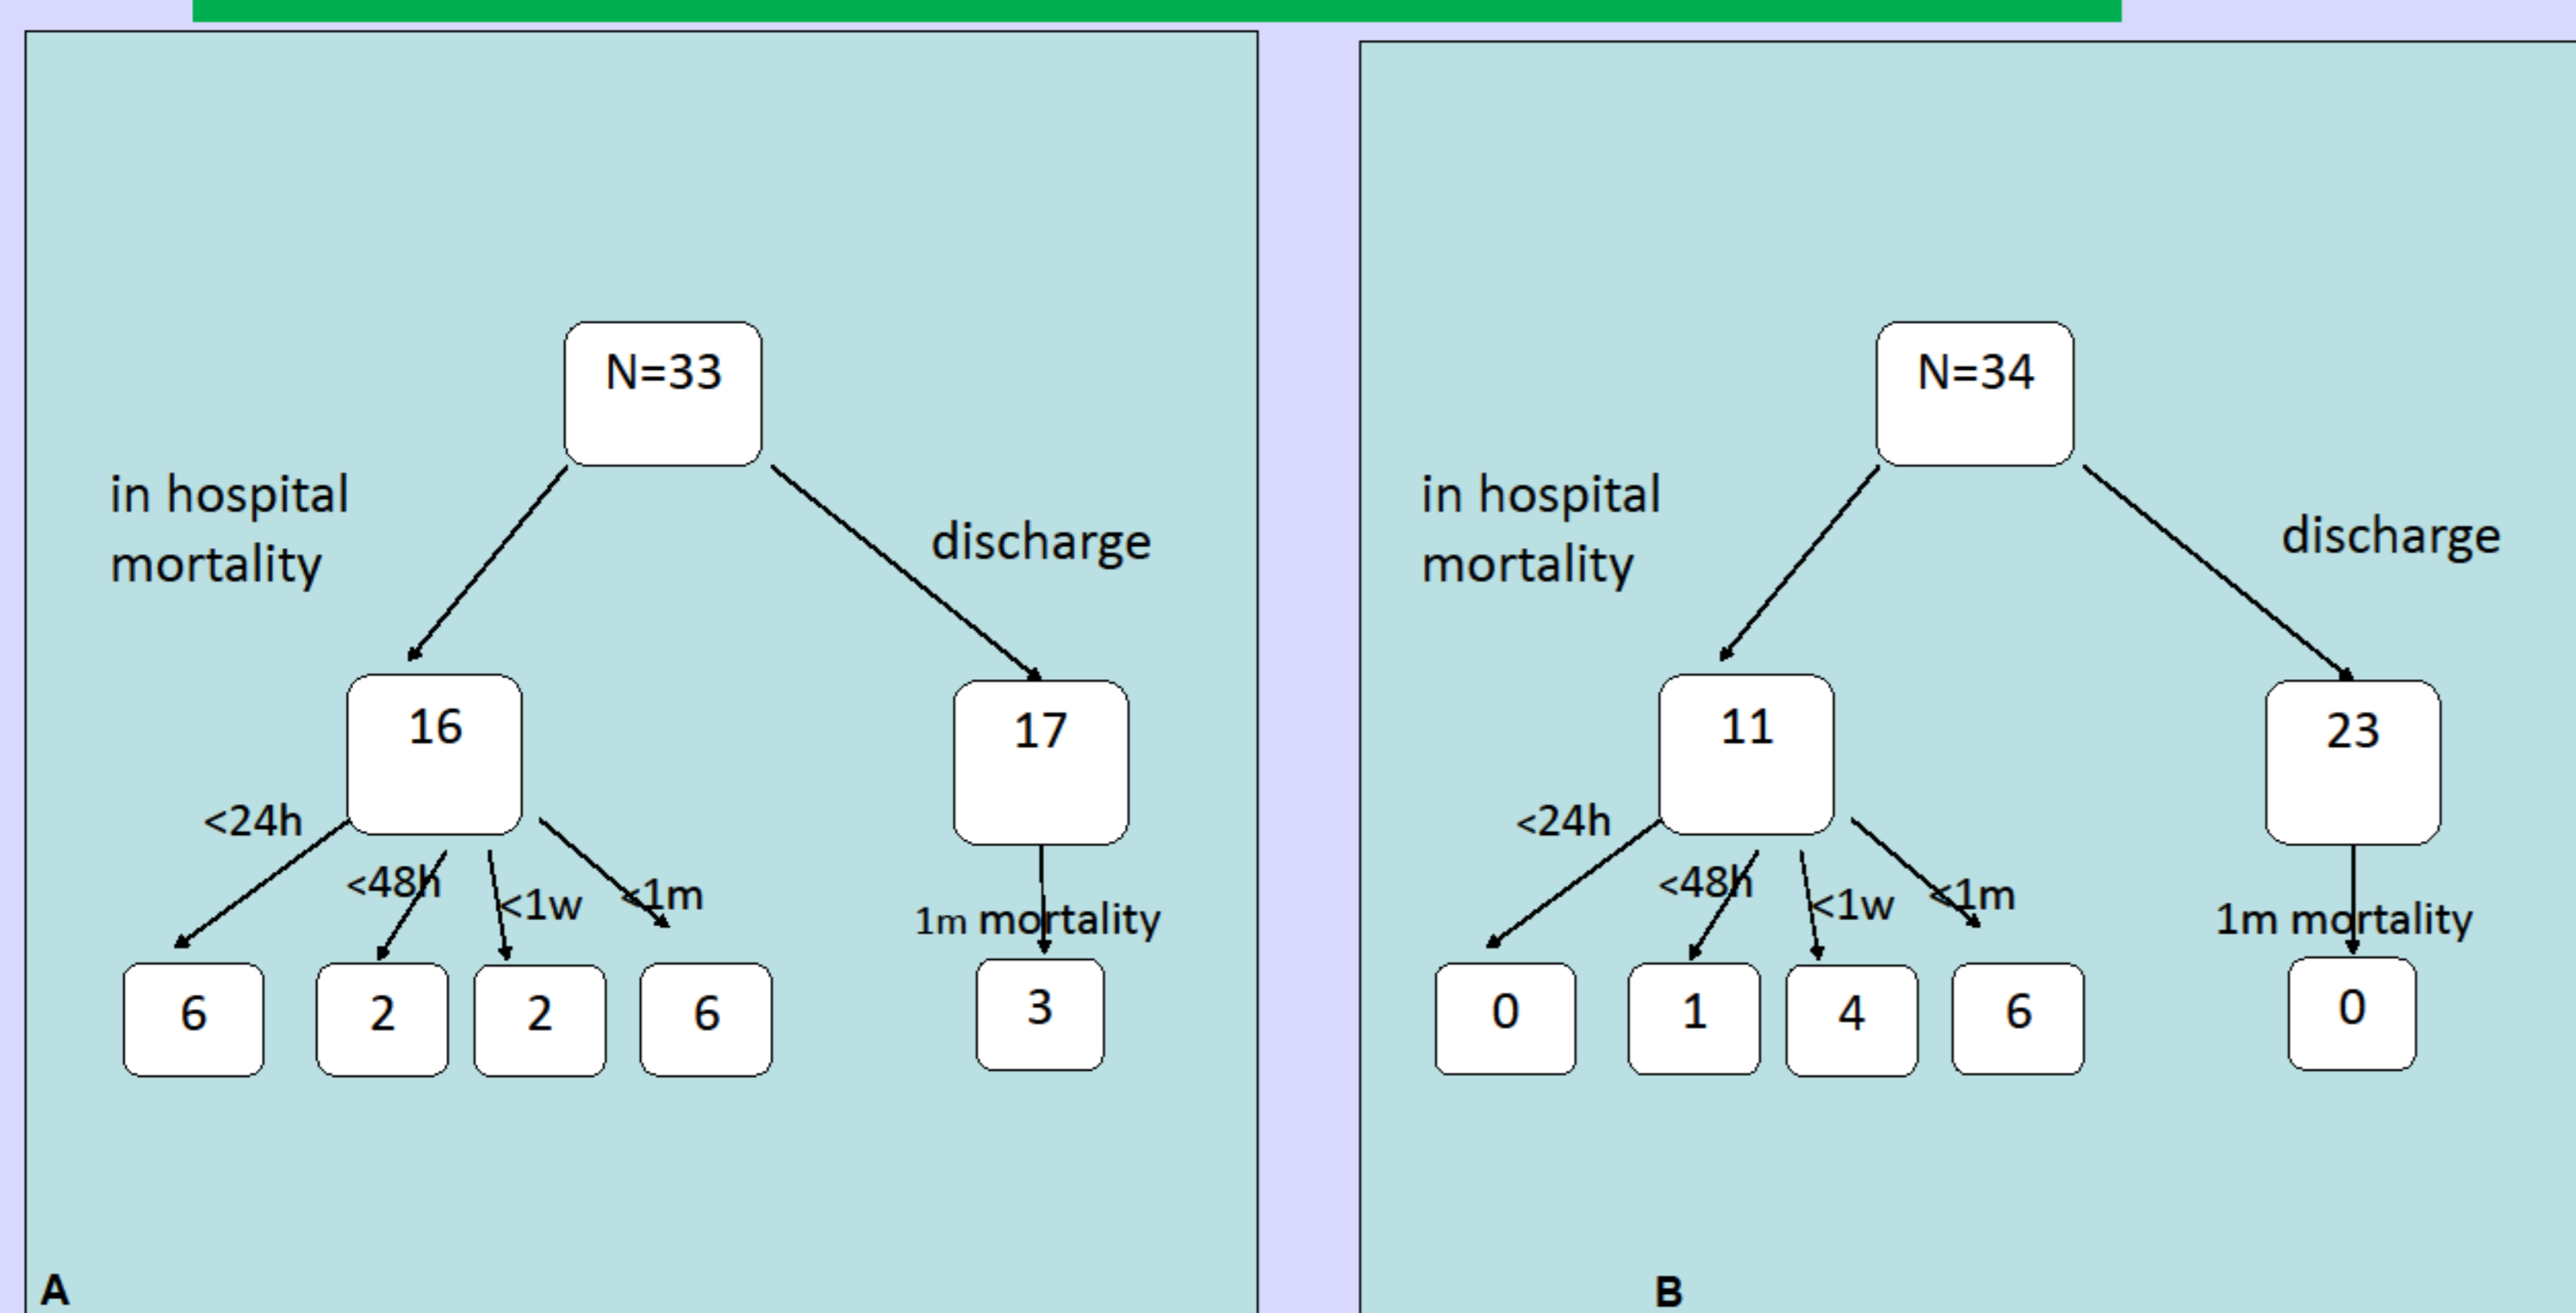 N=33
in hospital
mortality
discharge
16
17
<24h
<48h
<1w
<1m
1m mortality
6
2
2
6
3
A
N=34
in hospital
mortality
discharge
11
23
<24h
<48h
<1w
<1m
1m mortality
0
1
4
6
0
B